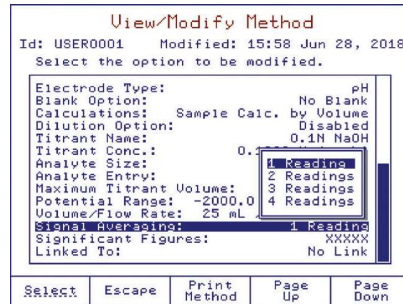 View/Modify Method
Id: USER0001 Modified: 15:58 Jun 28, 2018
Select the option to be modified.
Electrode Type: pH
Blank Option: No Blank
Calculations: Sample Calc. by Volume
Dilution Option: Disabled
Titrant Name: 0.1N NaOH
Titrant Conc.: 0.
Analyte Size:
Analyte Entry:
Maximum Titrant Volume:
Potential Range: -2000.0
Volume/Flow Rate: 25 mL
1 Reading
2 Readings
3 Readings
4 Readings
Signal Averaging: 1 Reading
Significant Figures: XXXXX
Linked To: No Link
Select Escape Print Method Page Up Page Down